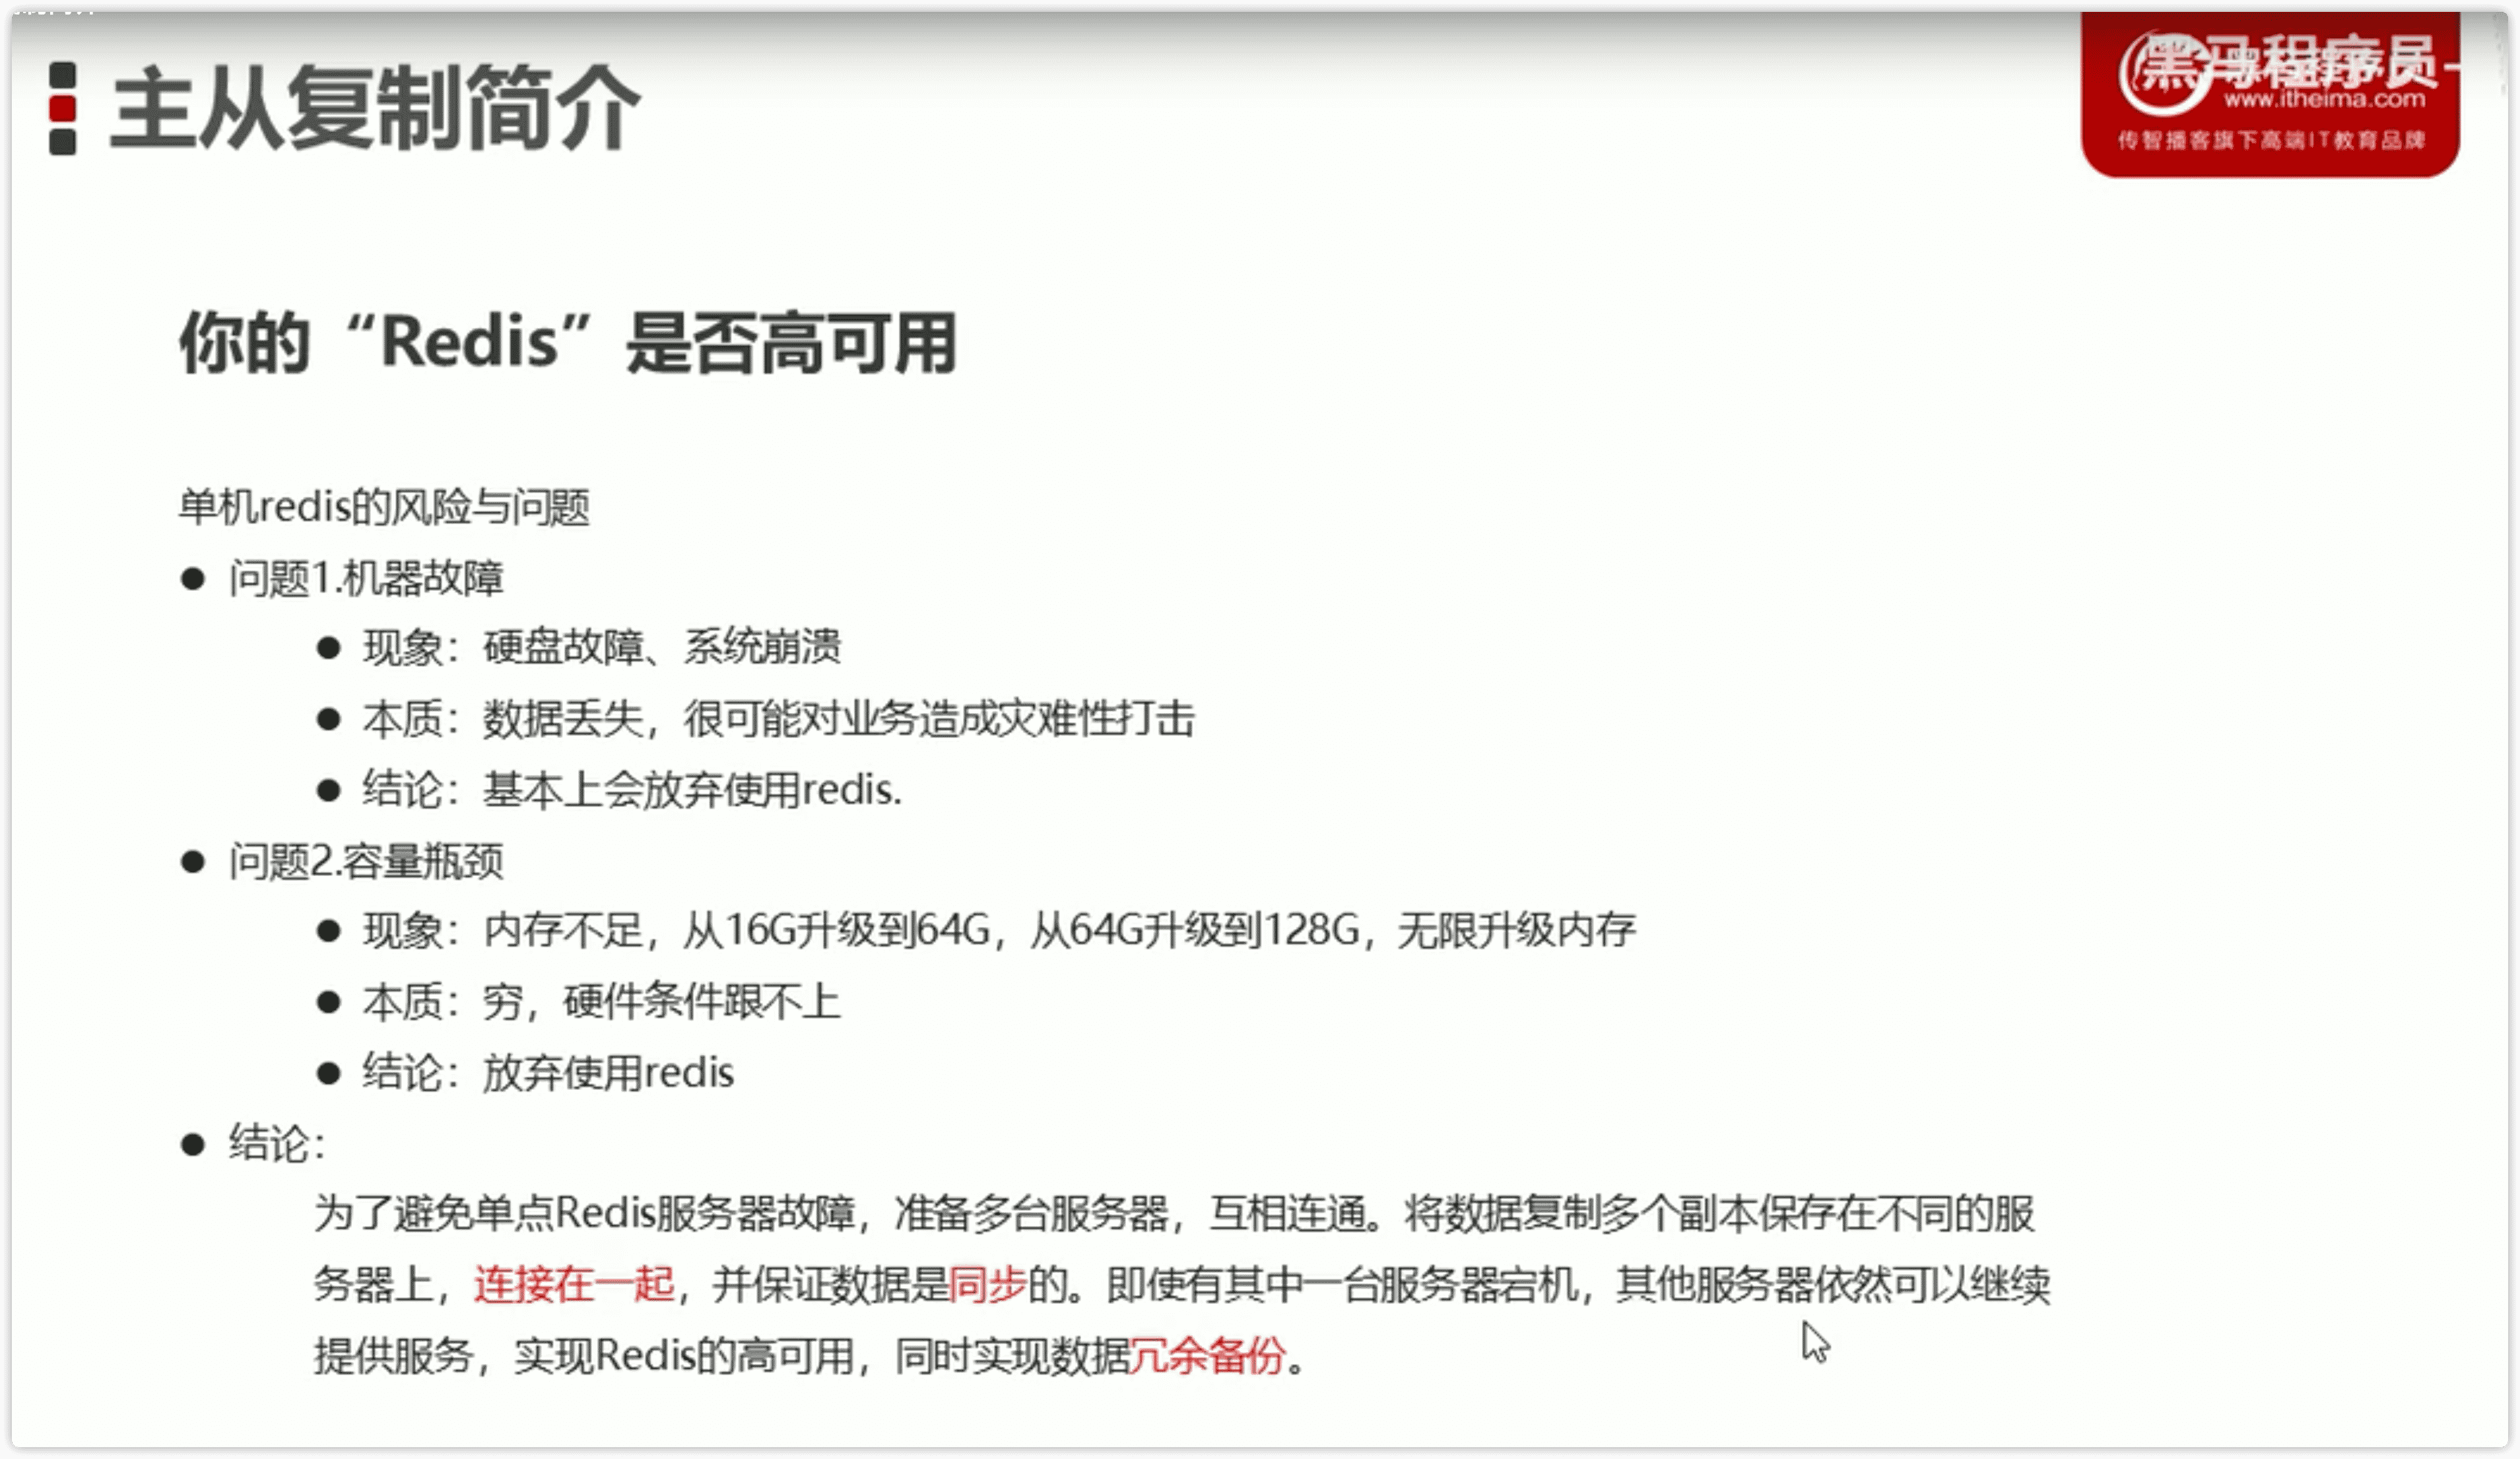 主从复制简介
黑马程序员
www.itheima.com
传智播客旗下高端IT教育品牌
你的“Redis”是否高可用
单机redis的风险与问题
● 问题1.机器故障
● 现象：硬盘故障、系统崩溃
● 本质：数据丢失，很可能对业务造成灾难性打击
● 结论：基本上会放弃使用redis.
● 问题2.容量瓶颈
● 现象：内存不足，从16G升级到64G，从64G升级到128G，无限升级内存
● 本质：穷，硬件条件跟不上
● 结论：放弃使用redis
● 结论：
为了避免单点Redis服务器故障，准备多台服务器，互相连通。将数据复制多个副本保存在不同的服
务器上，连接在一起，并保证数据是同步的。即使有其中一台服务器宕机，其他服务器依然可以继续
提供服务，实现Redis的高可用，同时实现数据冗余备份。